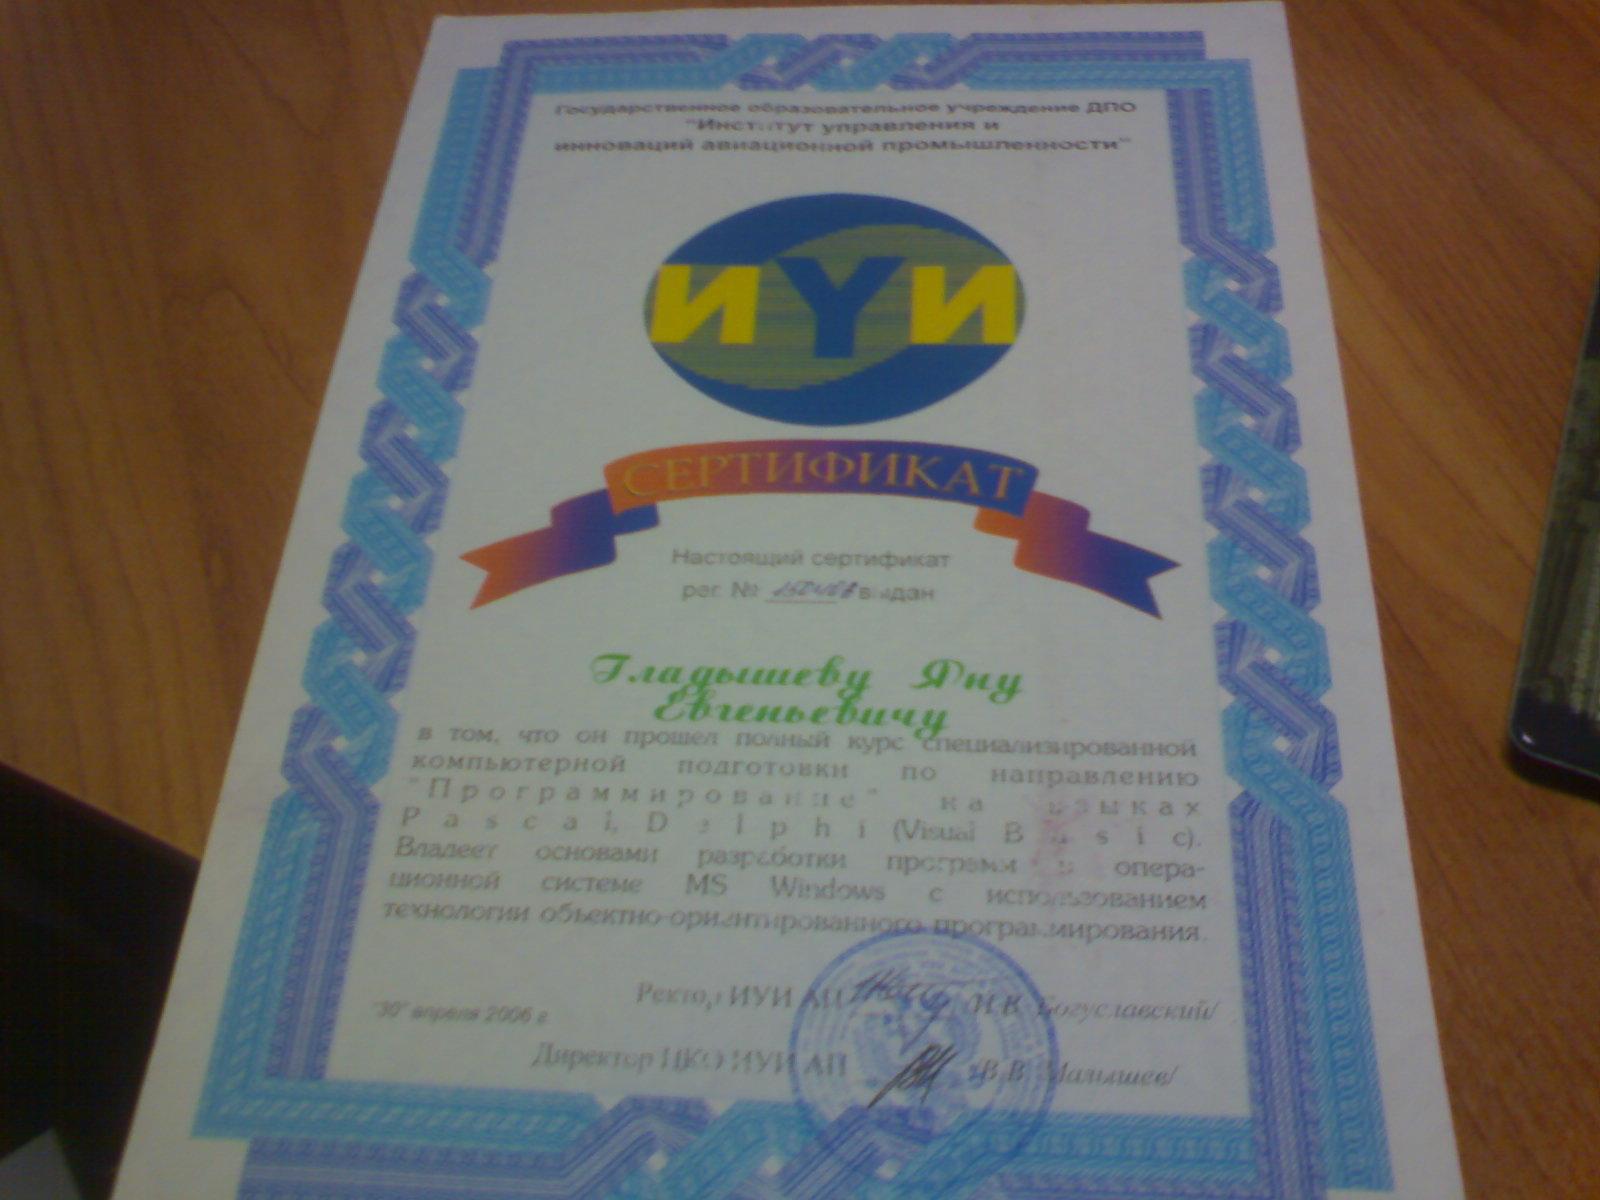 Государственное образовательное учреждение ДПО
"Институт управления и
инноваций авиационной промышленности"
ИУИ
СЕРТИФИКАТ
Настоящий сертификат
рег. № выдан
Гладышеву Яну
Евгеньевичу
в том, что он прошел полный курс специализированной
компьютерной подготовки по направлению
"Программирование" на языках
Pascal, Delphi (Visual Basic).
Владеет основами разработки программ в опера-
ционной системе MS Windows с использованием
технологии объектно-ориентированного программирования.
Ректор ИУИ АП /И.В. Богуславский/
"30" апреля 2006 г.
Директор ЦКО ИУИ АП /В.В. Малышев/